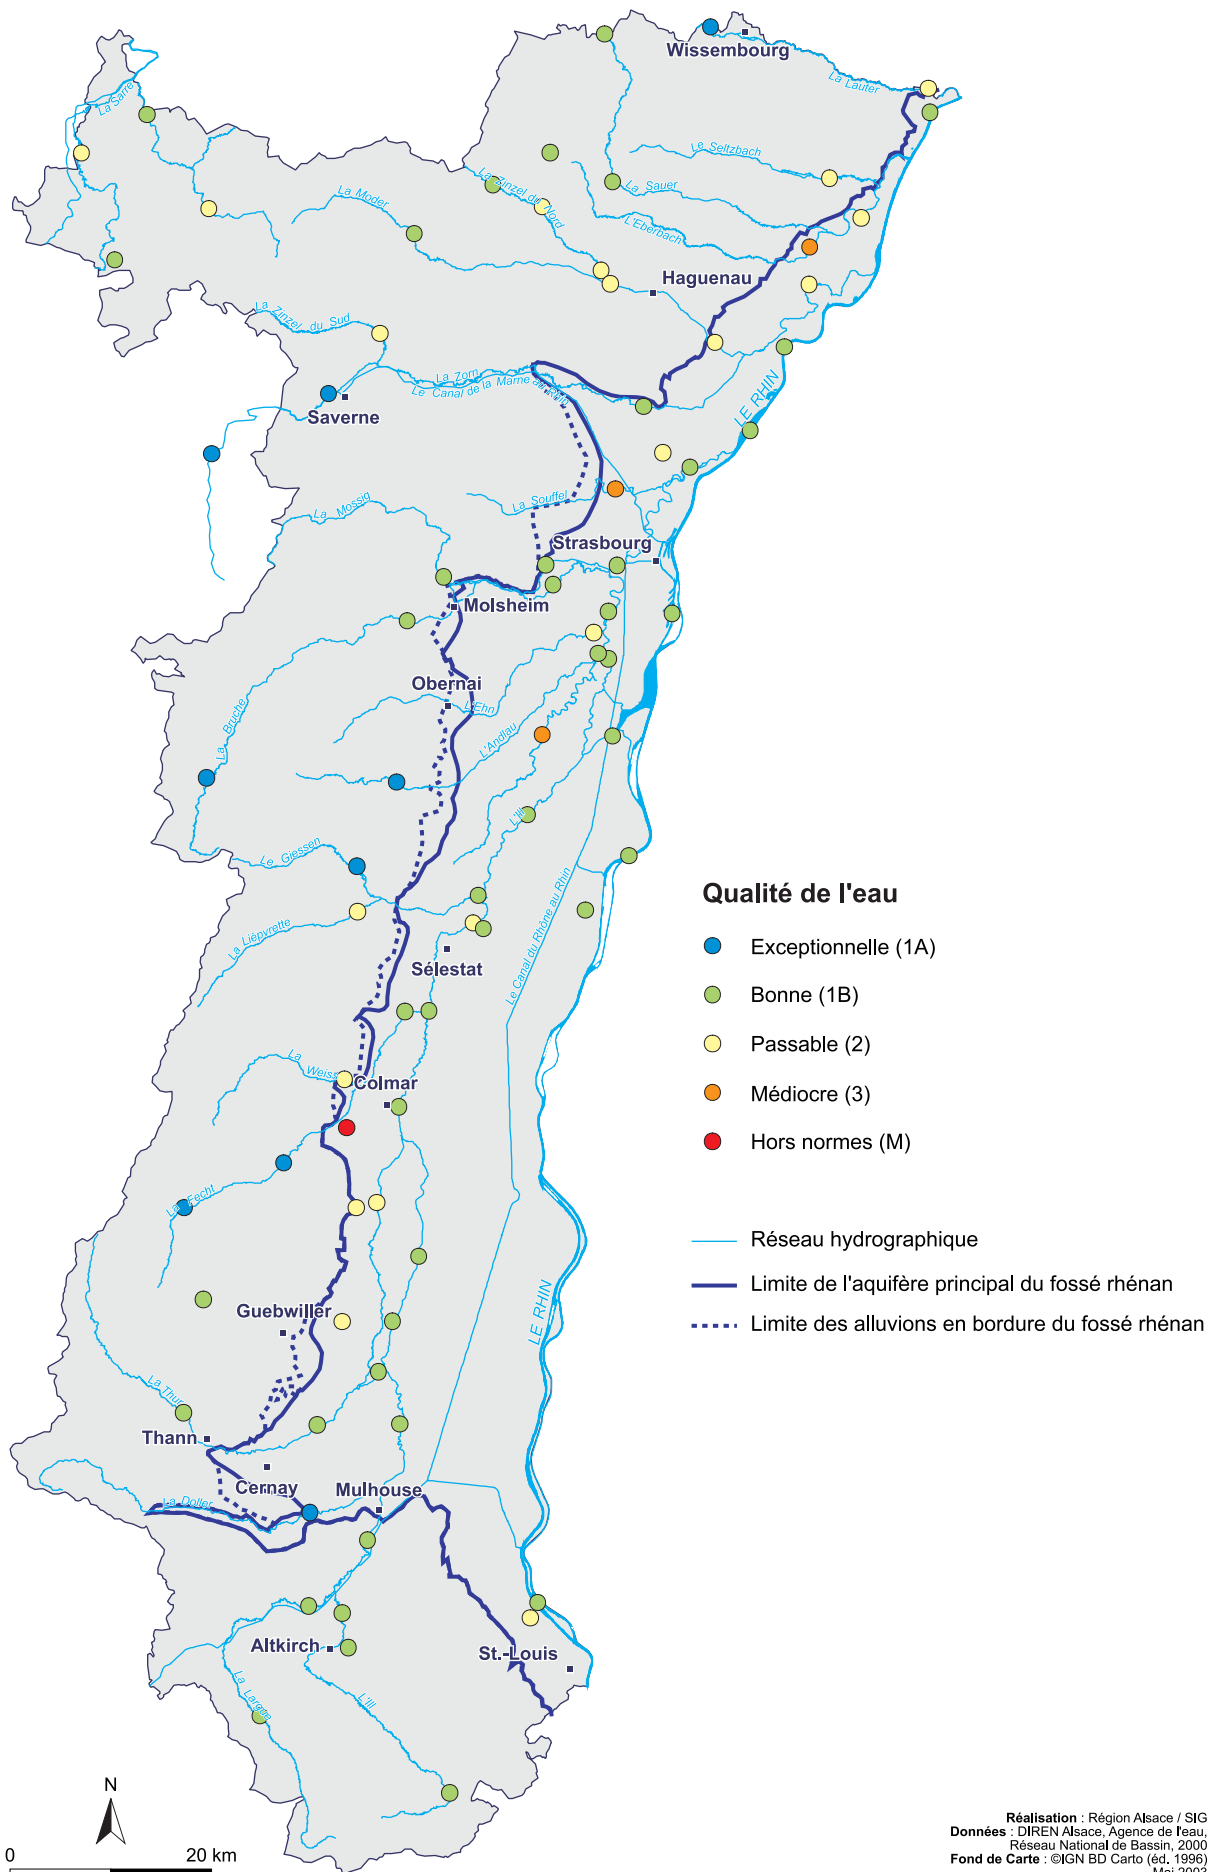 Wissembourg
La Lauter
La Sarre
Le Seltzbach
La Sauer
La Zinzel du Nord
La Moder
L'Eberbach
Haguenau
La Zinzel du Sud
La Zorn
Le Canal de la Marne au Rhin
LE RHIN
Saverne
La Mossig
La Souffel
Strasbourg
Molsheim
Obernai
L'Ehn
La Bruche
L'Andlau
L'Ill
Le Giessen
Qualité de l'eau
Le Canal du Rhône au Rhin
La Liépvrette
Exceptionnelle (1A)
Sélestat
Bonne (1B)
Passable (2)
La Weiss
Colmar
Médiocre (3)
Hors normes (M)
La Fecht
Réseau hydrographique
Limite de l'aquifère principal du fossé rhénan
LE RHIN
Guebwiller
Limite des alluvions en bordure du fossé rhénan
La Thur
Thann
Cernay
Mulhouse
La Doller
Altkirch
St.-Louis
La Largue
L'Ill
N
0 20 km
Réalisation : Région Alsace / SIG
Données : DIREN Alsace, Agence de l'eau,
Réseau National de Bassin, 2000
Fond de Carte : ©IGN BD Carto (éd. 1996)
Mai 2003